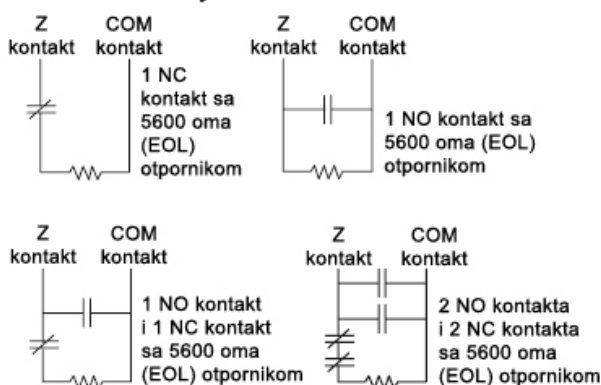 Z COM
kontakt kontakt
1 NC
kontakt sa
5600 oma
(EOL)
otpornikom
Z COM
kontakt kontakt
1 NO kontakt sa
5600 oma (EOL)
otpornikom
Z COM
kontakt kontakt
1 NO kontakt
i 1 NC kontakt
sa 5600 oma
(EOL) otpornikom
Z COM
kontakt kontakt
2 NO kontakta
i 2 NC kontakta
sa 5600 oma
(EOL) otpornikom